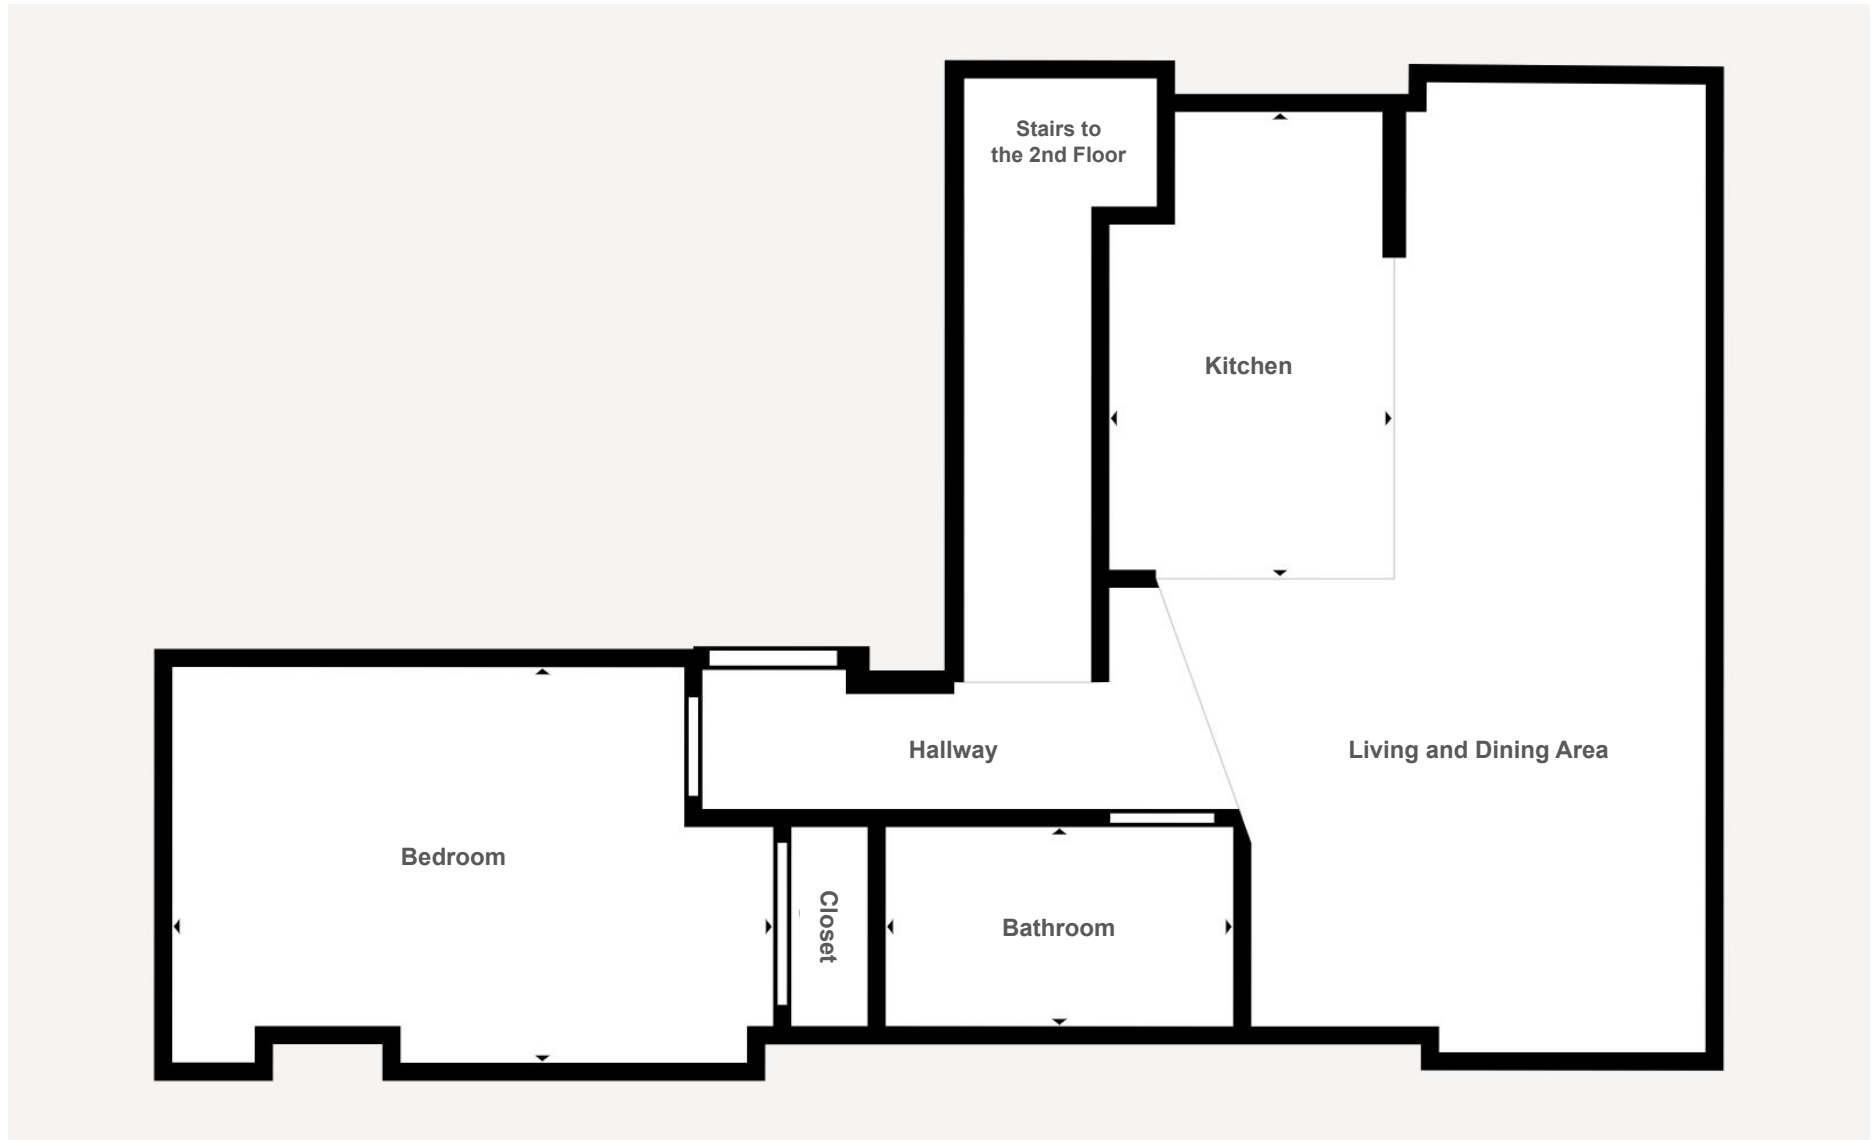 Stairs to
the 2nd Floor
Kitchen
Hallway
Living and Dining Area
Bedroom
Closet
Bathroom